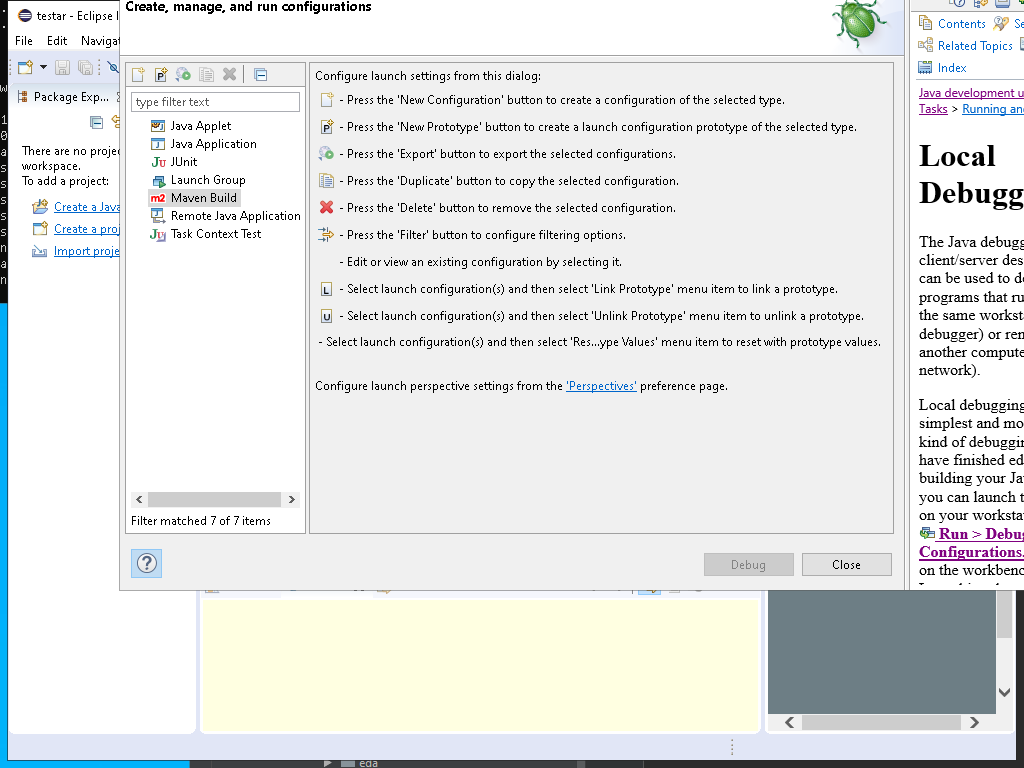 testar - Eclipse I
File Edit Navigat
Package Exp...
There are no projec
workspace.
To add a project:
Create a Java
Create a proj
Import proje
Create, manage, and run configurations
type filter text
Java Applet
Java Application
JUnit
Launch Group
Maven Build
Remote Java Application
Task Context Test
Filter matched 7 of 7 items
Configure launch settings from this dialog:
- Press the 'New Configuration' button to create a configuration of the selected type.
- Press the 'New Prototype' button to create a launch configuration prototype of the selected type.
- Press the 'Export' button to export the selected configurations.
- Press the 'Duplicate' button to copy the selected configuration.
- Press the 'Delete' button to remove the selected configuration.
- Press the 'Filter' button to configure filtering options.
- Edit or view an existing configuration by selecting it.
- Select launch configuration(s) and then select 'Link Prototype' menu item to link a prototype.
- Select launch configuration(s) and then select 'Unlink Prototype' menu item to unlink a prototype.
- Select launch configuration(s) and then select 'Res...ype Values' menu item to reset with prototype values.
Configure launch perspective settings from the 'Perspectives' preference page.
Debug Close
Contents Se
Related Topics
Index
Java development u
Tasks > Running and
Local
Debugg
The Java debugg
client/server des
can be used to de
programs that ru
the same worksta
debugger) or rem
another compute
network).
Local debugging
simplest and mo
kind of debuggin
have finished ed
building your Jav
you can launch t
on your worksta
Run > Debug
Configurations.
on the workbenc
eda